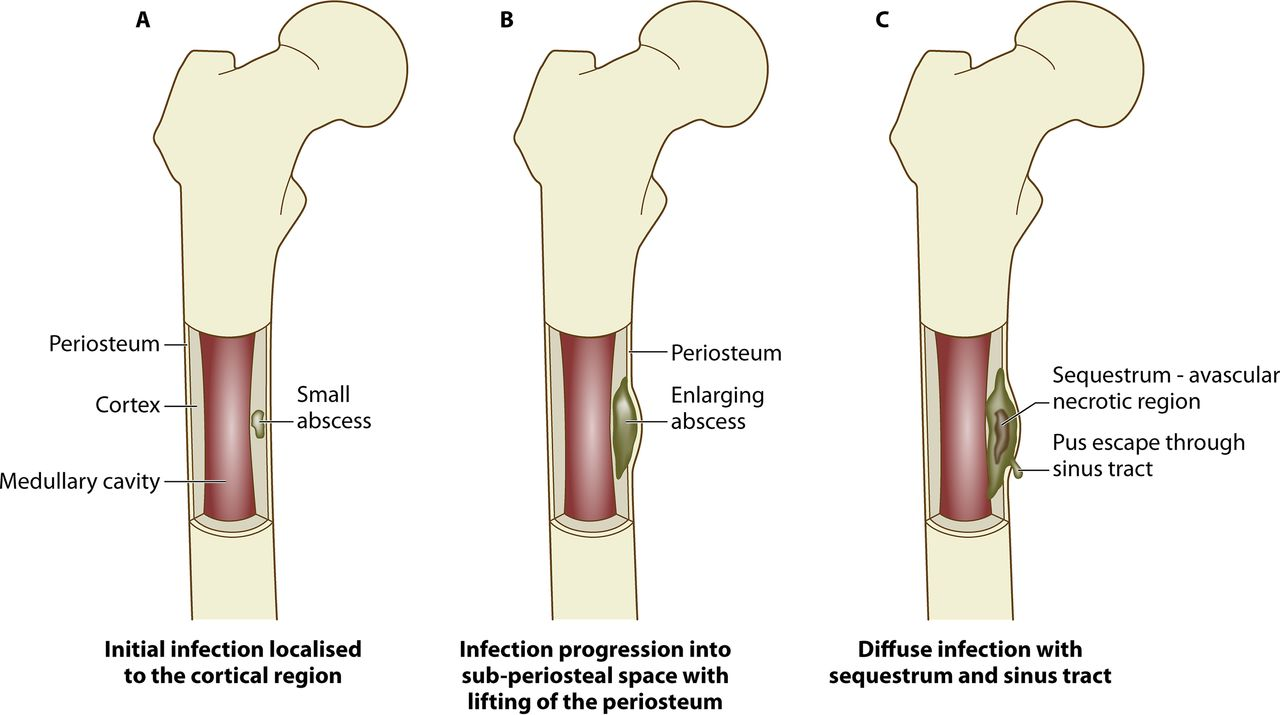 A
B
C
Periosteum
Cortex
Medullary cavity
Small
abscess
Periosteum
Enlarging
abscess
Sequestrum - avascular
necrotic region
Pus escape through
sinus tract
Initial infection localised
to the cortical region
Infection progression into
sub-periosteal space with
lifting of the periosteum
Diffuse infection with
sequestrum and sinus tract